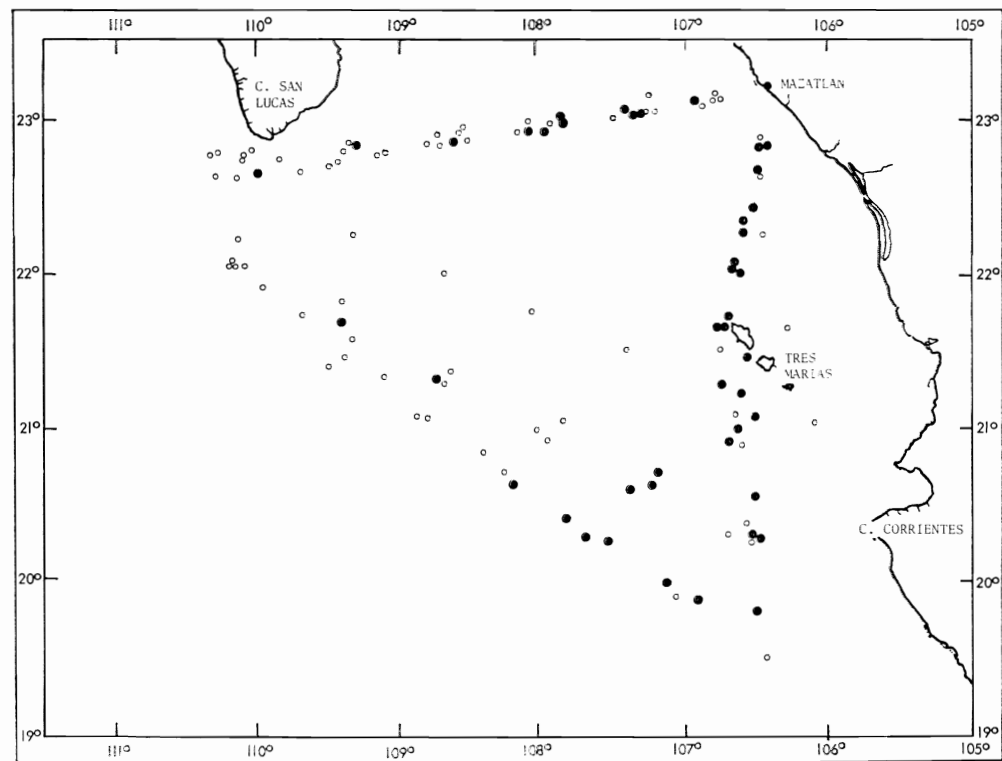 111° 110° 109° 108° 107° 106° 105°
C. SAN
LUCAS
MAZATLAN
23° 23°
22° 22°
TRES
MARIAS
21° 21°
C. CORRIENTES
20° 20°
19° 19°
111° 110° 109° 108° 107° 106° 105°